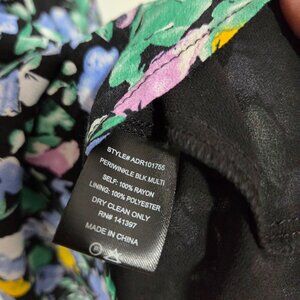 STYLE# ADR101755
PERIWINKLE BLK MULTI
SELF: 100% RAYON
LINING: 100% POLYESTER
DRY CLEAN ONLY
RN# 141397
MADE IN CHINA